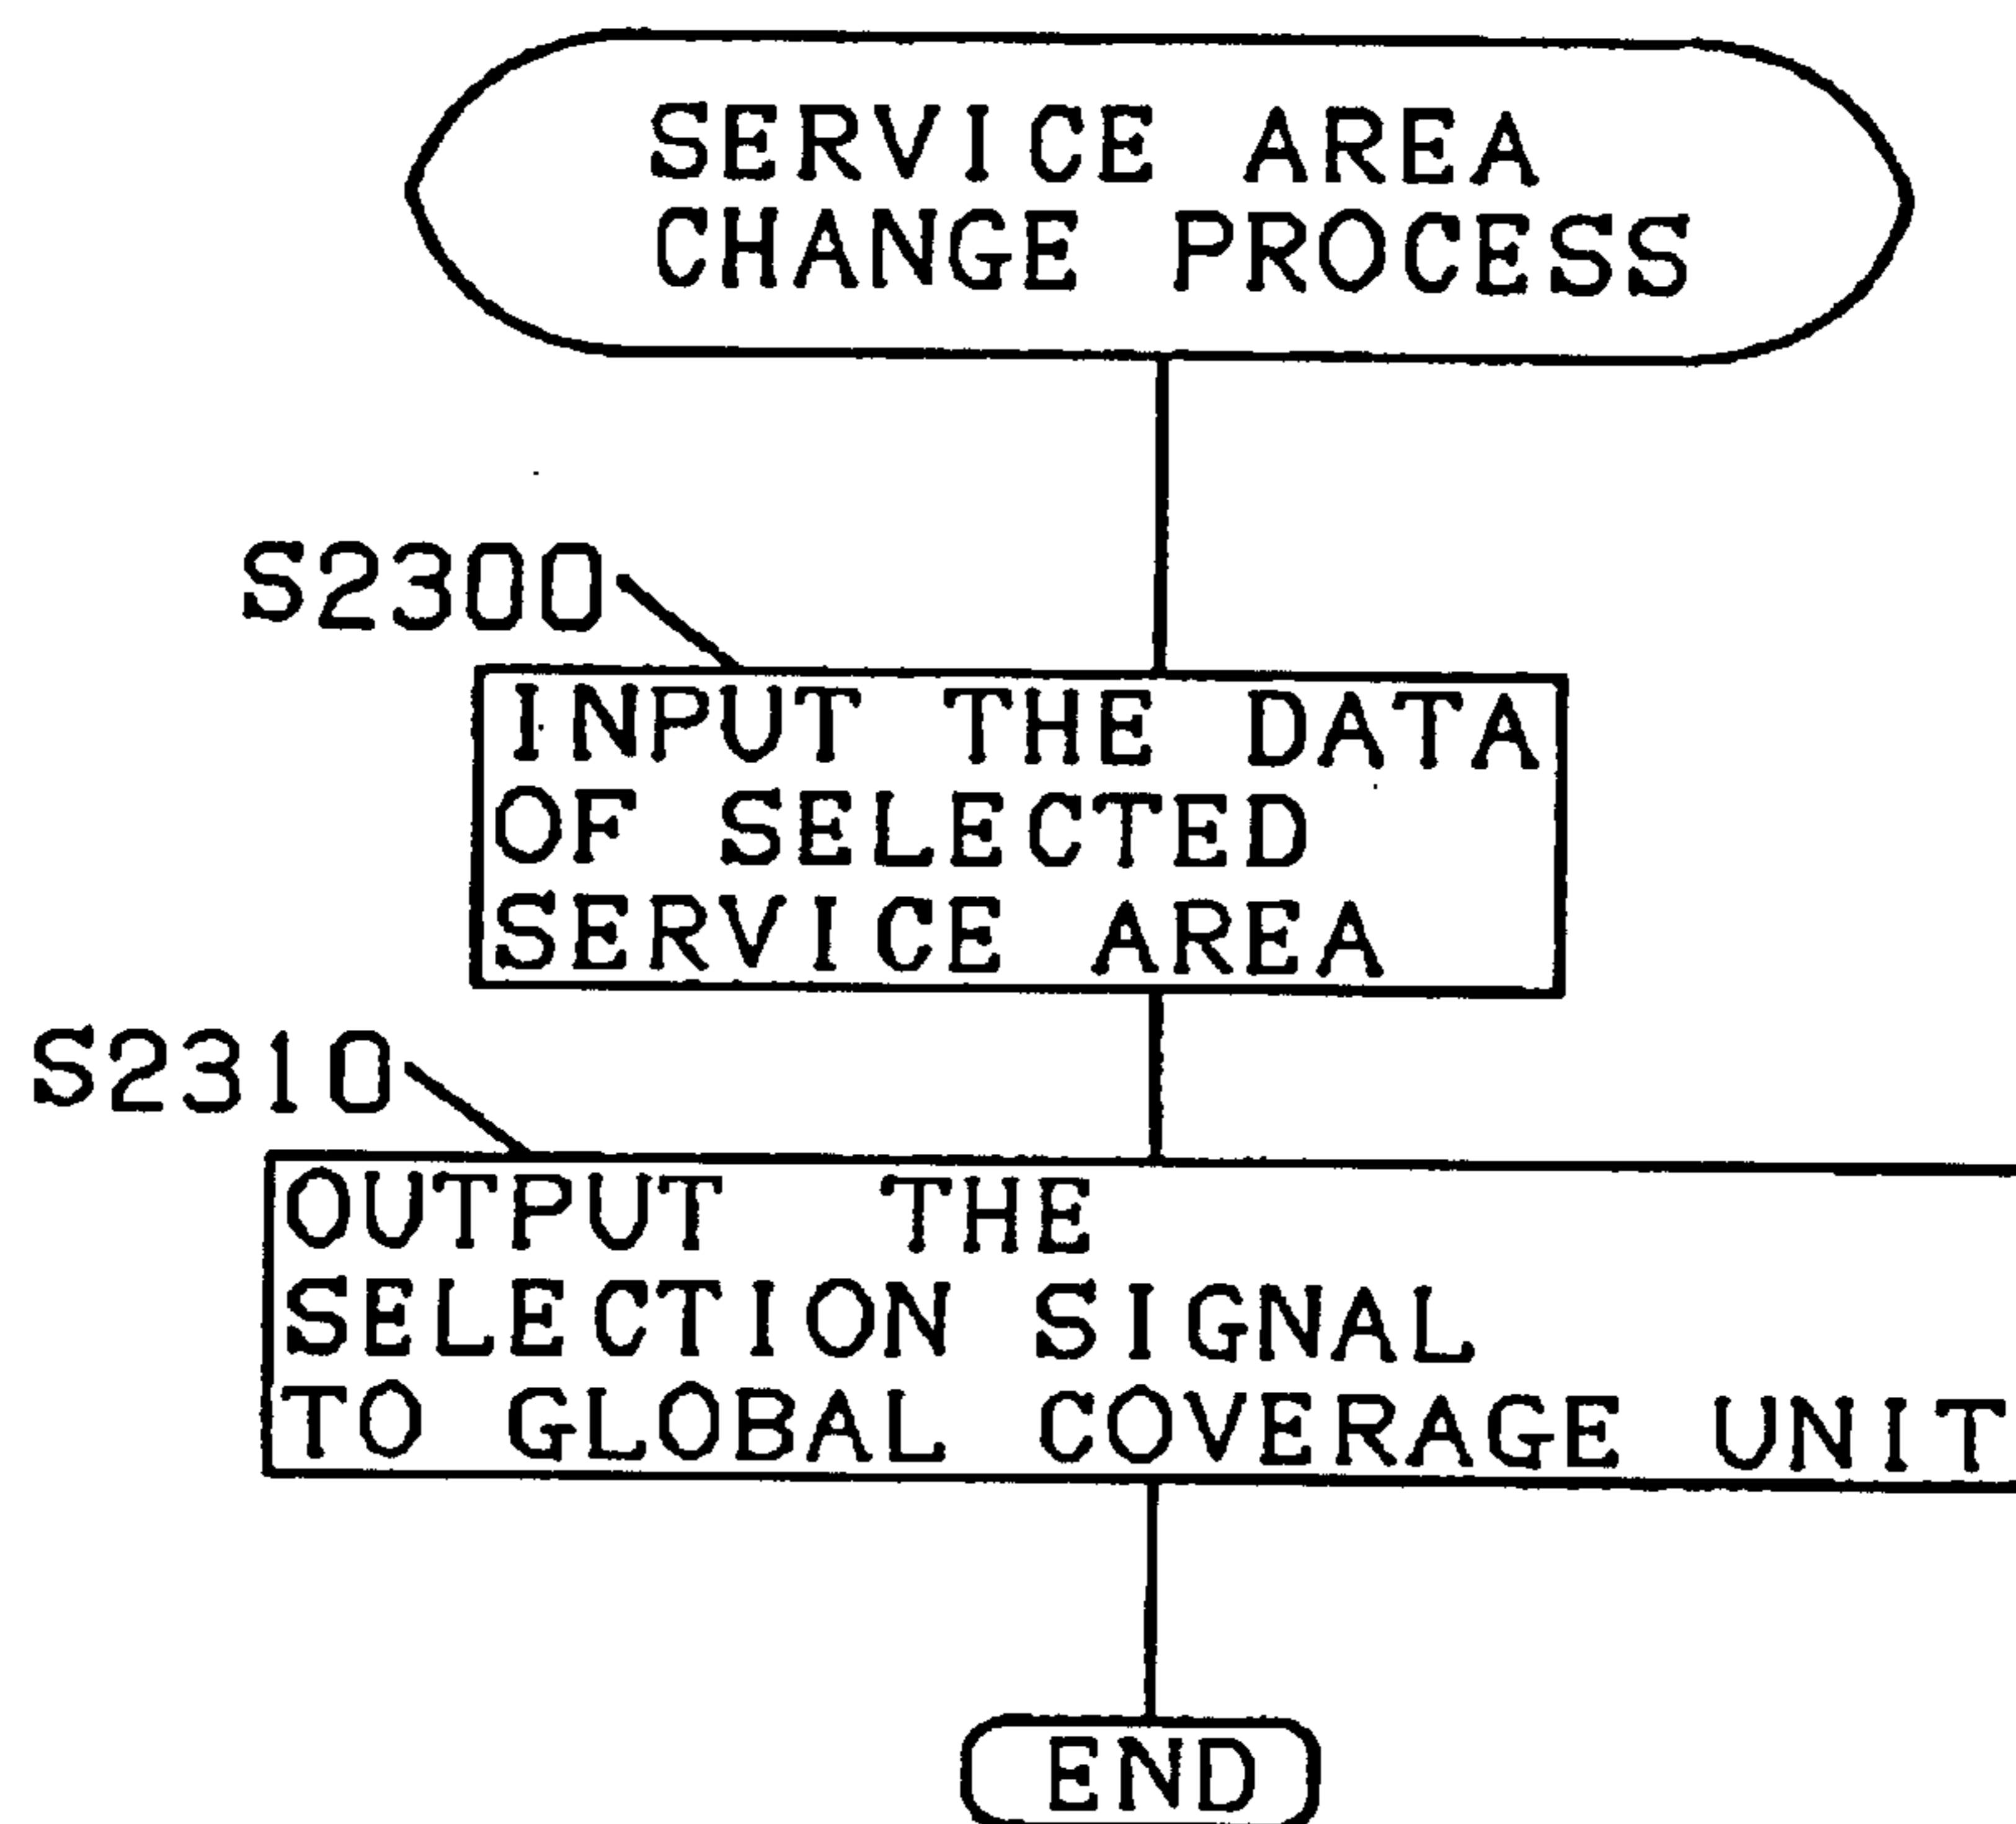 SERVICE AREA
CHANGE PROCESS
S2300
INPUT THE DATA
OF SELECTED
SERVICE AREA
S2310
OUTPUT THE
SELECTION SIGNAL
TO GLOBAL COVERAGE UNIT
END